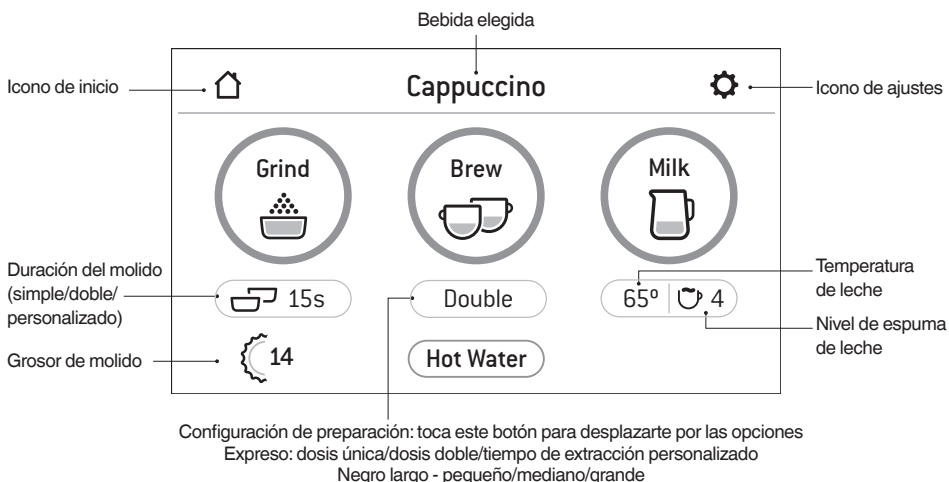 Bebida elegida
Icono de inicio
Cappuccino
Icono de ajustes
Grind
Brew
Milk
Duración del molido
(simple/doble/
personalizado)
15s
Double
65º
4
Temperatura
de leche
Nivel de espuma
de leche
Grosor de molido
14
Hot Water
Configuración de preparación: toca este botón para desplazarte por las opciones
Expreso: dosis única/dosis doble/tiempo de extracción personalizado
Negro largo - pequeño/mediano/grande